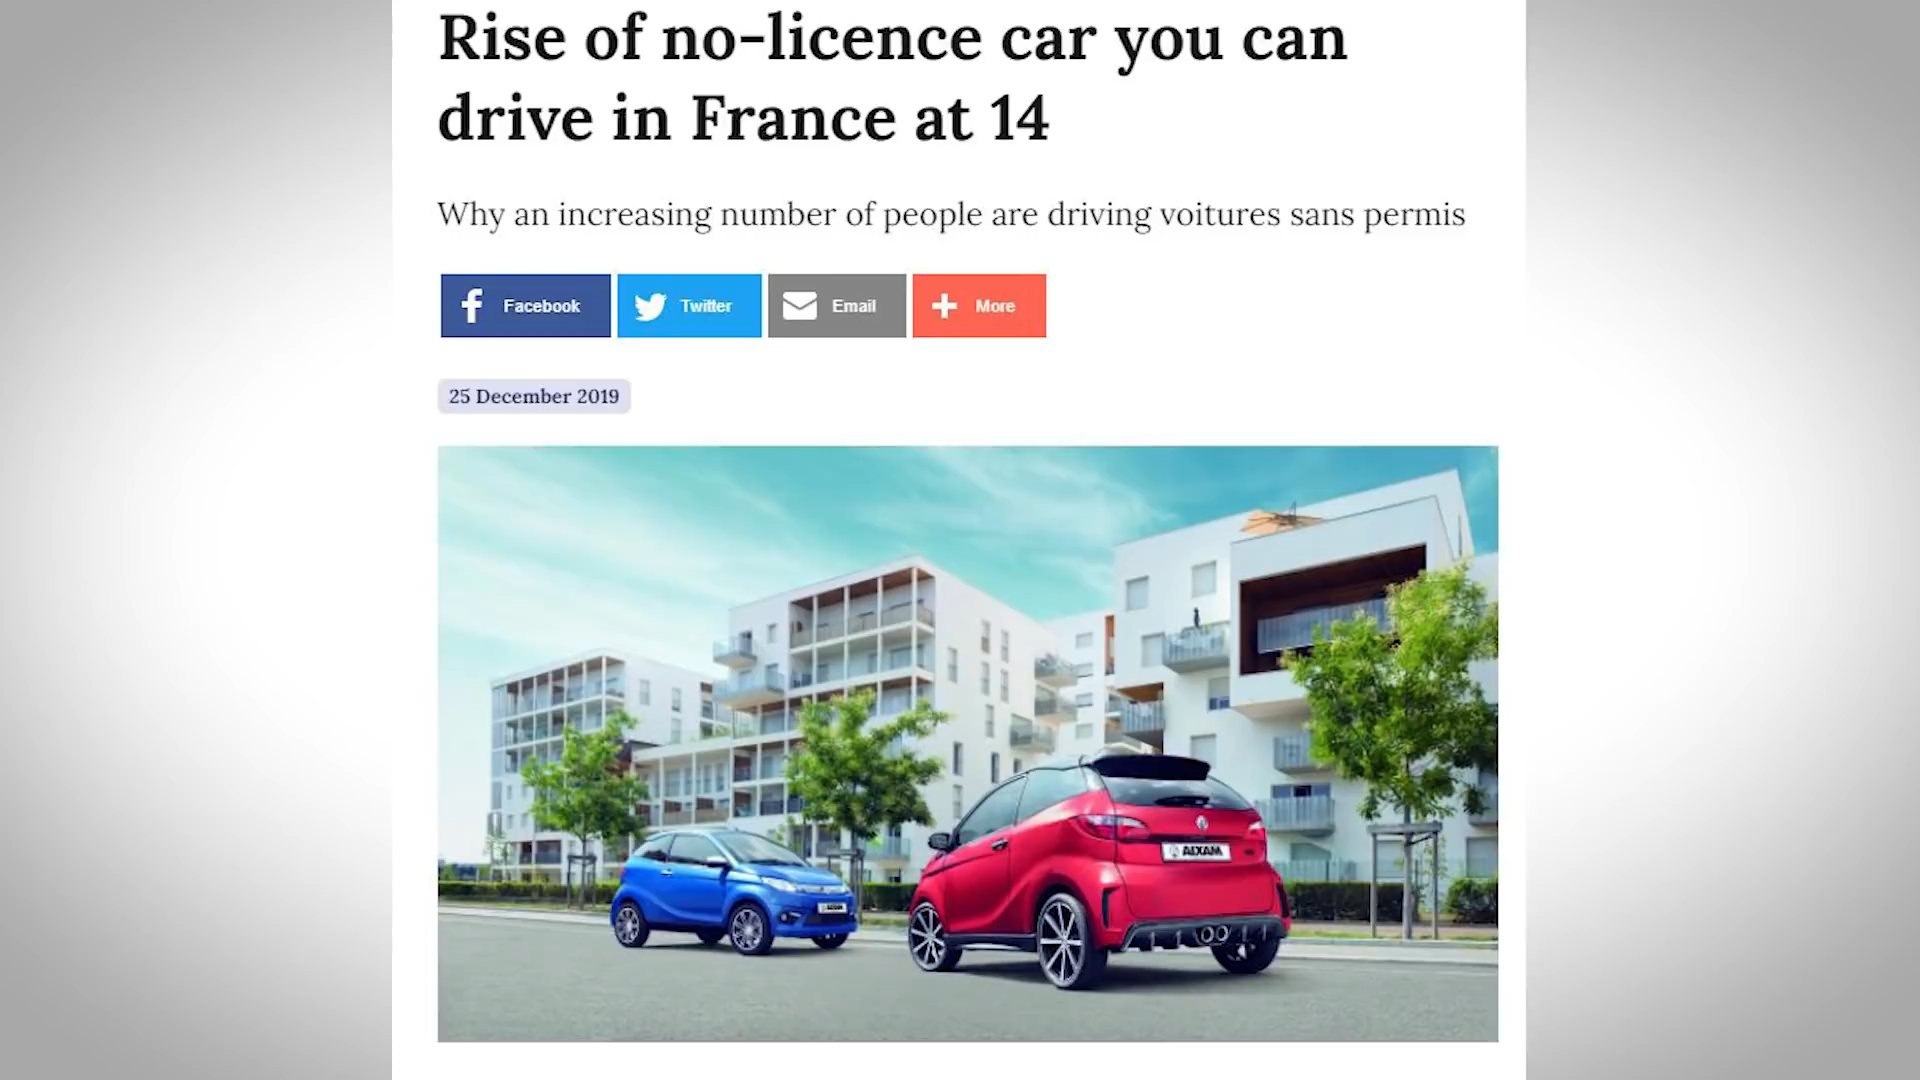 Rise of no-licence car you can
drive in France at 14
Why an increasing number of people are driving voitures sans permis
Facebook Twitter Email More
25 December 2019
AIXAM
AIXAM